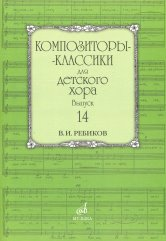 КОМПОЗИТОРЫ-
-КЛАССИКИ
для
ДЕТСКОГО
ХОРА
Выпуск
14
В.И. РЕБИКОВ
МУЗЫКА